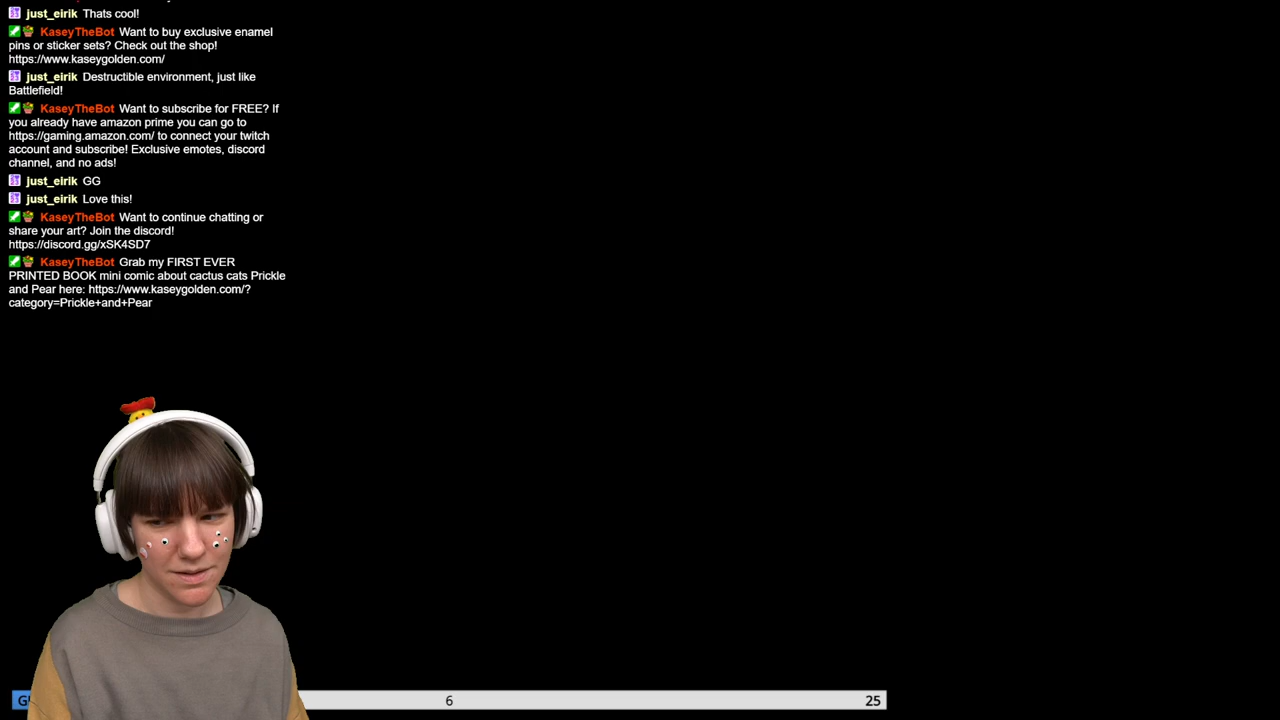 just_eirik Thats cool!
KaseyTheBot Want to buy exclusive enamel
pins or sticker sets? Check out the shop!
https://www.kaseygolden.com/
just_eirik Destructible environment, just like
Battlefield!
KaseyTheBot Want to subscribe for FREE? If
you already have amazon prime you can go to
https://gaming.amazon.com/ to connect your twitch
account and subscribe! Exclusive emotes, discord
channel, and no ads!
just_eirik GG
just_eirik Love this!
KaseyTheBot Want to continue chatting or
share your art? Join the discord!
https://discord.gg/xSK4SD7
KaseyTheBot Grab my FIRST EVER
PRINTED BOOK mini comic about cactus cats Prickle
and Pear here: https://www.kaseygolden.com/?
category=Prickle+and+Pear
6 25